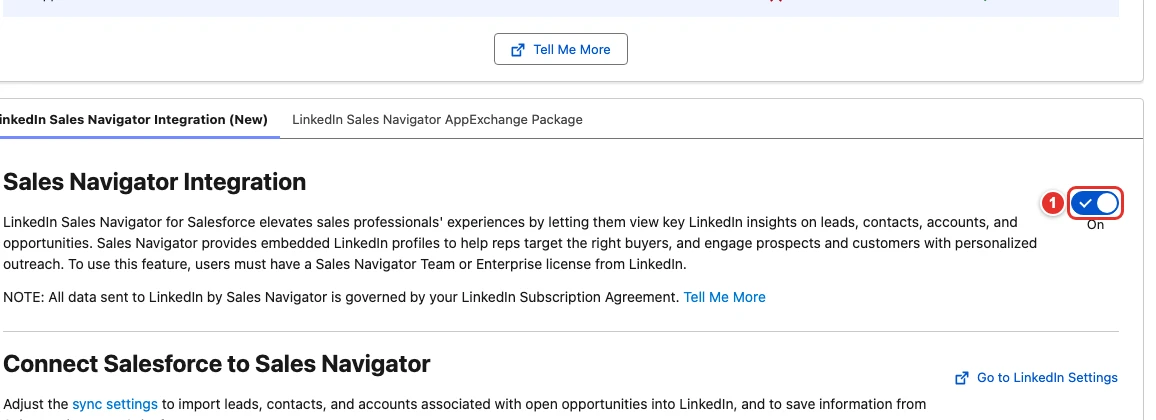 Tell Me More
inkedIn Sales Navigator Integration (New) LinkedIn Sales Navigator AppExchange Package
Sales Navigator Integration
1
On
LinkedIn Sales Navigator for Salesforce elevates sales professionals' experiences by letting them view key LinkedIn insights on leads, contacts, accounts, and
opportunities. Sales Navigator provides embedded LinkedIn profiles to help reps target the right buyers, and engage prospects and customers with personalized
outreach. To use this feature, users must have a Sales Navigator Team or Enterprise license from LinkedIn.
NOTE: All data sent to LinkedIn by Sales Navigator is governed by your LinkedIn Subscription Agreement. Tell Me More
Connect Salesforce to Sales Navigator
Go to LinkedIn Settings
Adjust the sync settings to import leads, contacts, and accounts associated with open opportunities into LinkedIn, and to save information from